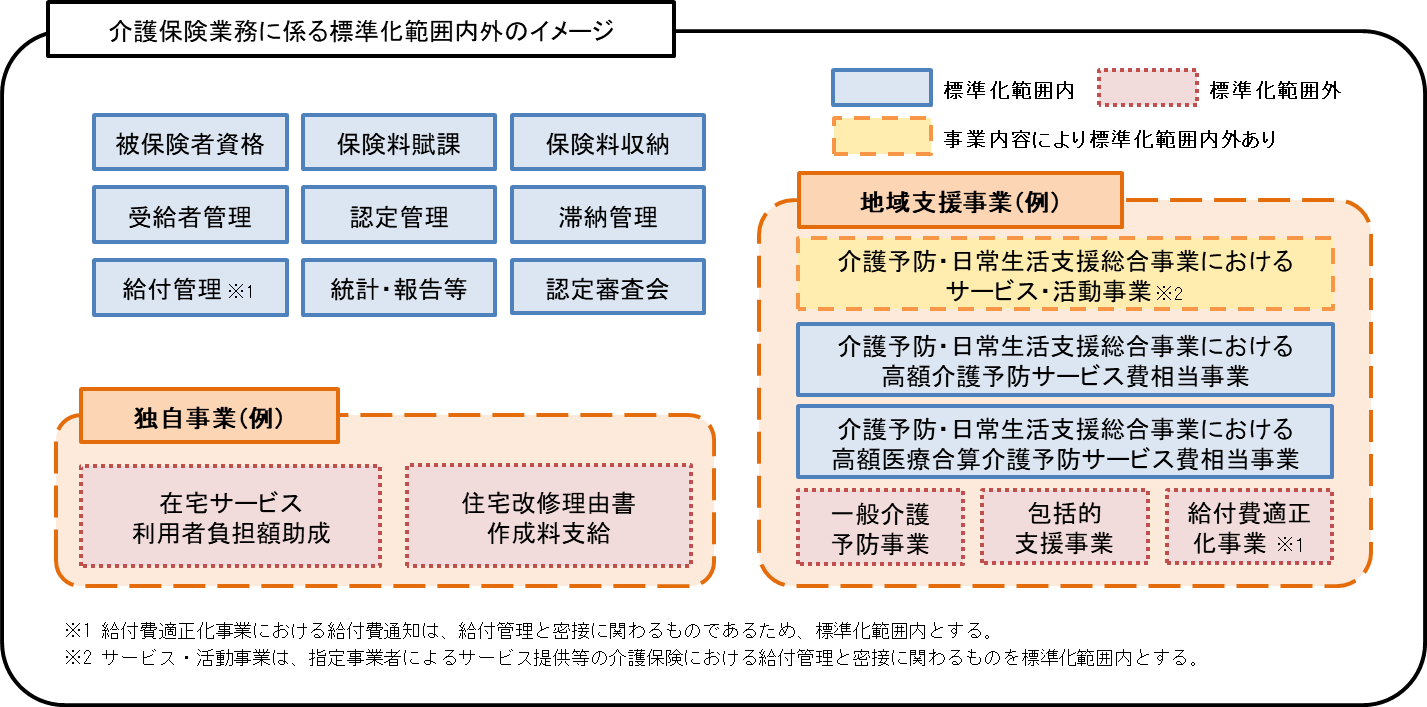 介護保険業務に係る標準化範囲内外のイメージ
標準化範囲内
標準化範囲外
事業内容により標準化範囲内外あり
被保険者資格
保険料賦課
保険料収納
受給者管理
認定管理
滞納管理
給付管理 ※1
統計・報告等
認定審査会
地域支援事業(例)
介護予防・日常生活支援総合事業における
サービス・活動事業※2
介護予防・日常生活支援総合事業における
高額介護予防サービス費相当事業
介護予防・日常生活支援総合事業における
高額医療合算介護予防サービス費相当事業
一般介護
予防事業
包括的
支援事業
給付費適正
化事業 ※1
独自事業(例)
在宅サービス
利用者負担額助成
住宅改修理由書
作成料支給
※1 給付費適正化事業における給付費通知は、給付管理と密接に関わるものであるため、標準化範囲内とする。
※2 サービス・活動事業は、指定事業者によるサービス提供等の介護保険における給付管理と密接に関わるものを標準化範囲内とする。